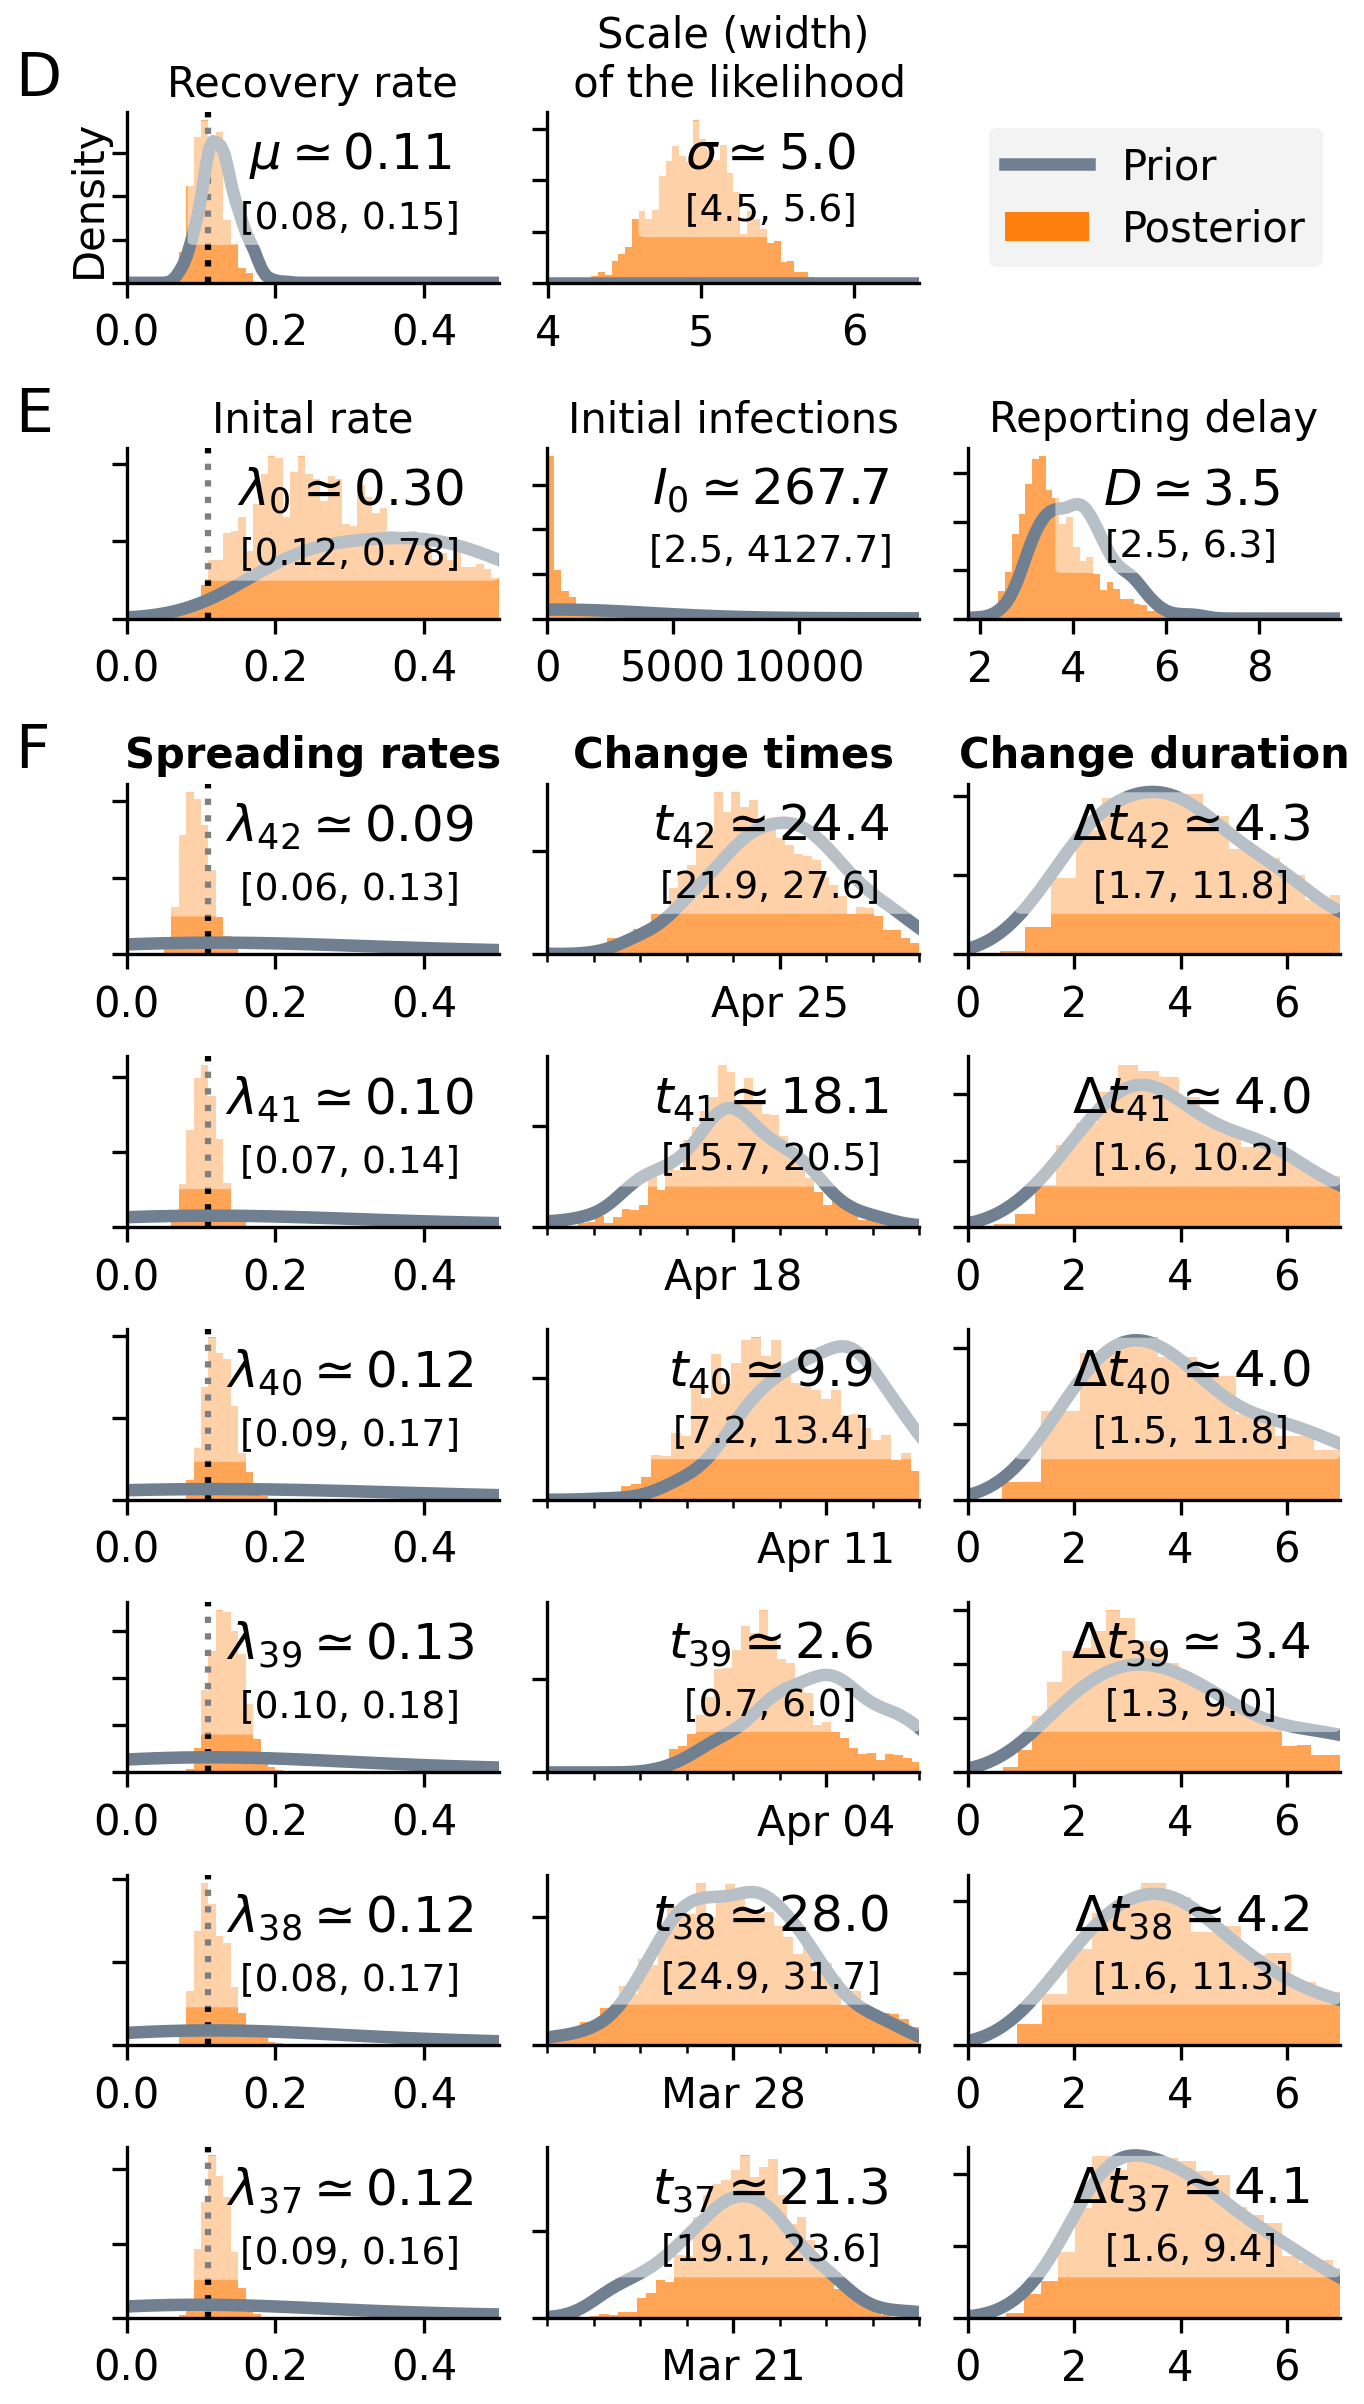 D
Recovery rate
Scale (width)
of the likelihood
Density
μ ≃ 0.11
[0.08, 0.15]
σ ≃ 5.0
[4.5, 5.6]
Prior
Posterior
0.0 0.2 0.4
4 5 6
E
Inital rate
Initial infections
Reporting delay
λ₀ ≃ 0.30
[0.12, 0.78]
I₀ ≃ 267.7
[2.5, 4127.7]
D ≃ 3.5
[2.5, 6.3]
0.0 0.2 0.4
0 5000 10000
2 4 6 8
F
Spreading rates
Change times
Change duration
λ₄₂ ≃ 0.09
[0.06, 0.13]
t₄₂ ≃ 24.4
[21.9, 27.6]
Δt₄₂ ≃ 4.3
[1.7, 11.8]
0.0 0.2 0.4
Apr 25
0 2 4 6
λ₄₁ ≃ 0.10
[0.07, 0.14]
t₄₁ ≃ 18.1
[15.7, 20.5]
Δt₄₁ ≃ 4.0
[1.6, 10.2]
0.0 0.2 0.4
Apr 18
0 2 4 6
λ₄₀ ≃ 0.12
[0.09, 0.17]
t₄₀ ≃ 9.9
[7.2, 13.4]
Δt₄₀ ≃ 4.0
[1.5, 11.8]
0.0 0.2 0.4
Apr 11
0 2 4 6
λ₃₉ ≃ 0.13
[0.10, 0.18]
t₃₉ ≃ 2.6
[0.7, 6.0]
Δt₃₉ ≃ 3.4
[1.3, 9.0]
0.0 0.2 0.4
Apr 04
0 2 4 6
λ₃₈ ≃ 0.12
[0.08, 0.17]
t₃₈ ≃ 28.0
[24.9, 31.7]
Δt₃₈ ≃ 4.2
[1.6, 11.3]
0.0 0.2 0.4
Mar 28
0 2 4 6
λ₃₇ ≃ 0.12
[0.09, 0.16]
t₃₇ ≃ 21.3
[19.1, 23.6]
Δt₃₇ ≃ 4.1
[1.6, 9.4]
0.0 0.2 0.4
Mar 21
0 2 4 6